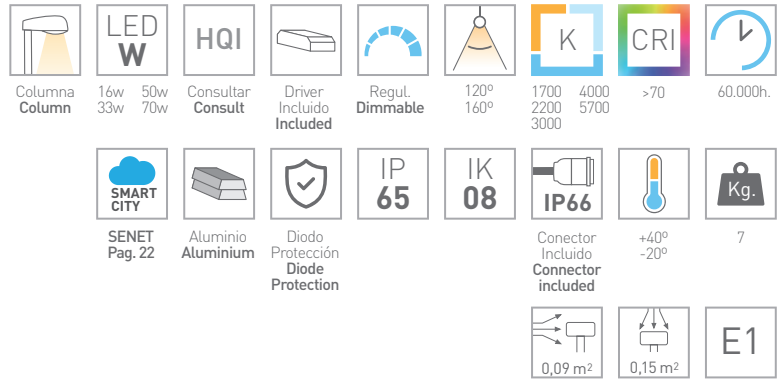 LED
W
HQI
K
CRI
Columna
Column
16w 50w
33w 70w
Consultar
Consult
Driver
Incluido
Included
Regul.
Dimmable
120º
160º
1700 4000
2200 5700
3000
>70
60.000h.
SMART
CITY
IP
65
IK
08
IP66
Kg.
SENET
Pag. 22
Aluminio
Aluminium
Diodo
Protección
Diode
Protection
Conector
Incluido
Connector
included
+40º
-20º
7
0,09 m²
0,15 m²
E1